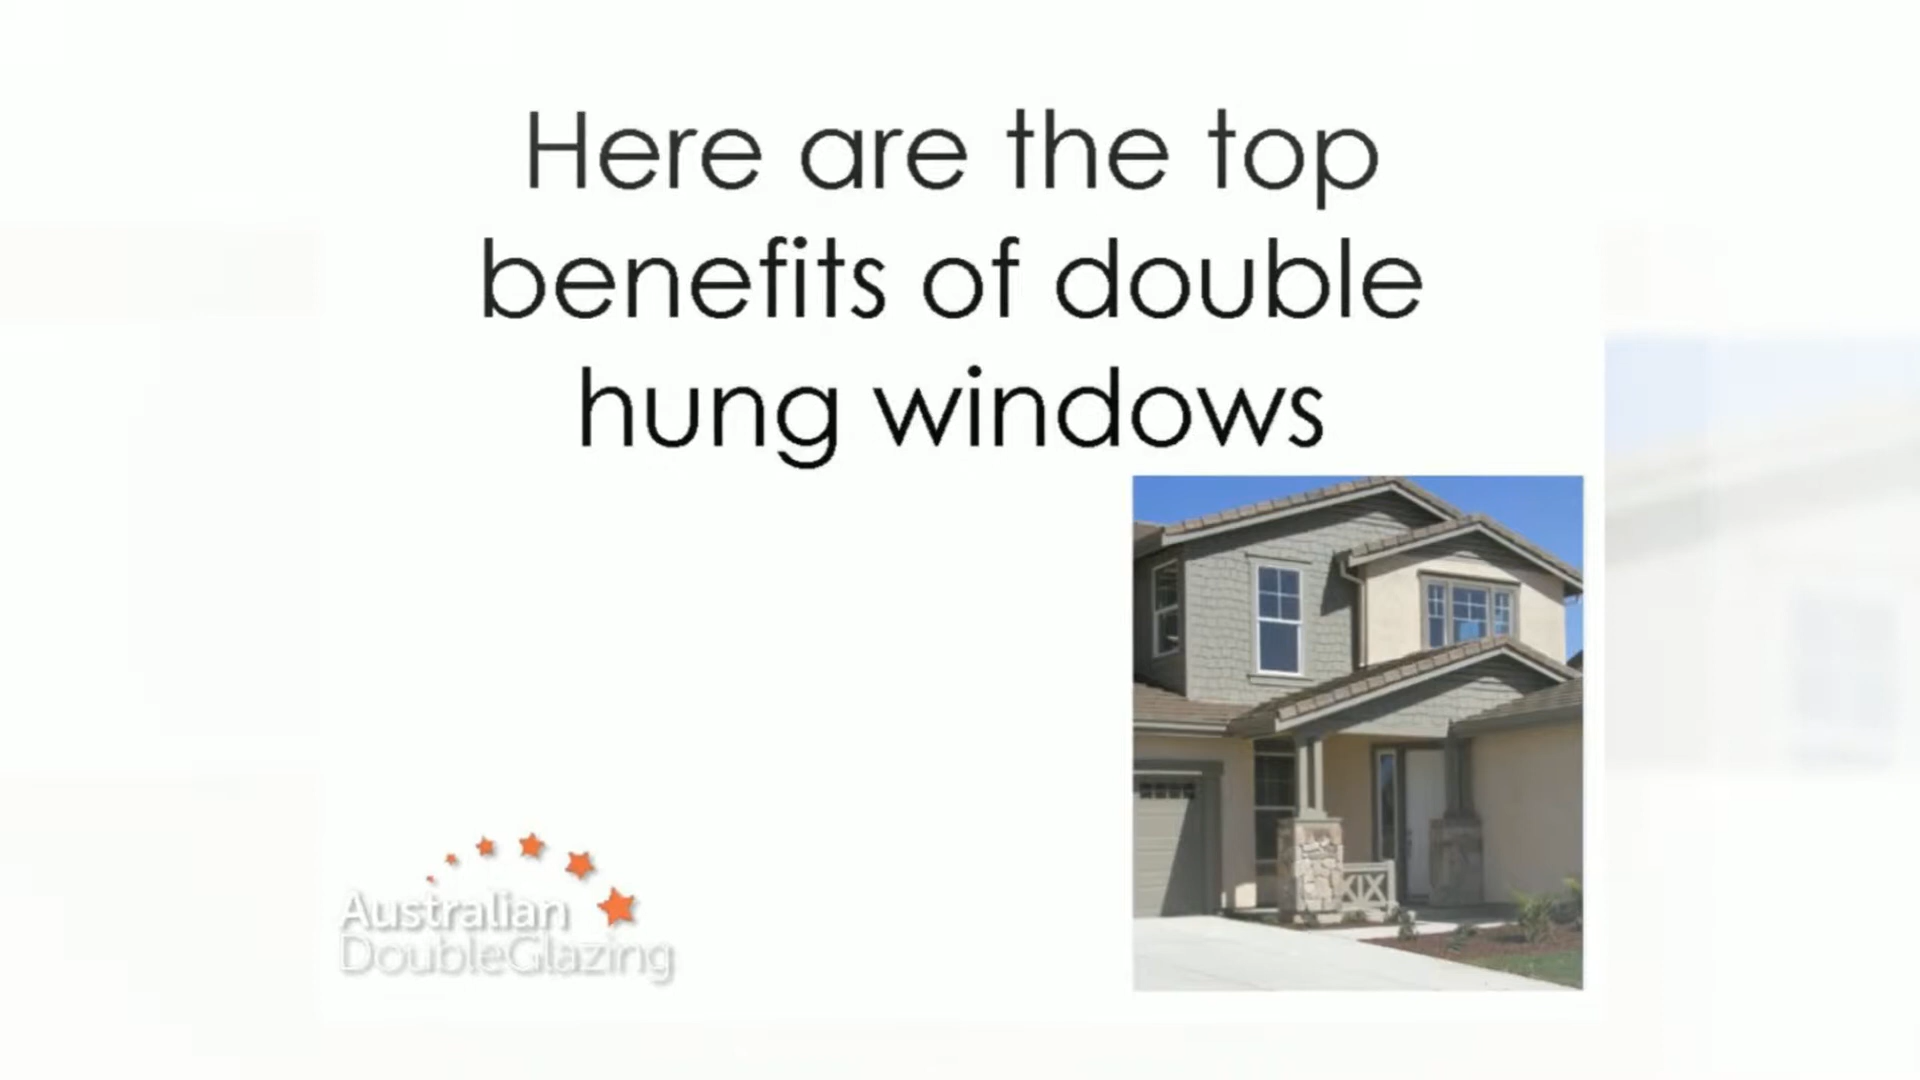 Here are the top
benefits of double
hung windows
Australian
DoubleGlazing